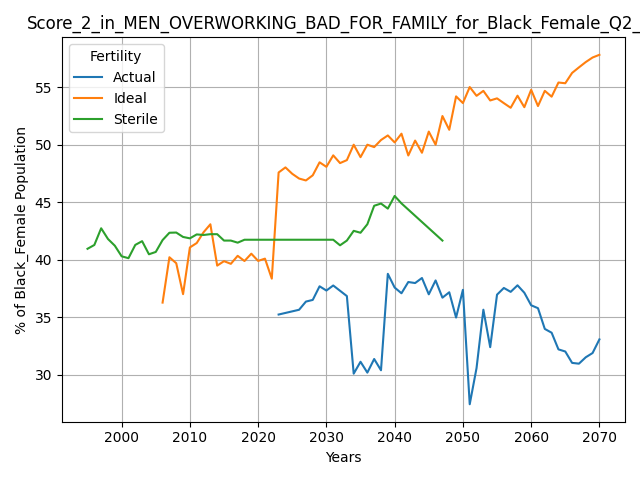 Score_2_in_MEN_OVERWORKING_BAD_FOR_FAMILY_for_Black_Female_Q2_
Fertility
Actual
Ideal
Sterile
% of Black_Female Population
55
50
45
40
35
30
2000 2010 2020 2030 2040 2050 2060 2070
Years